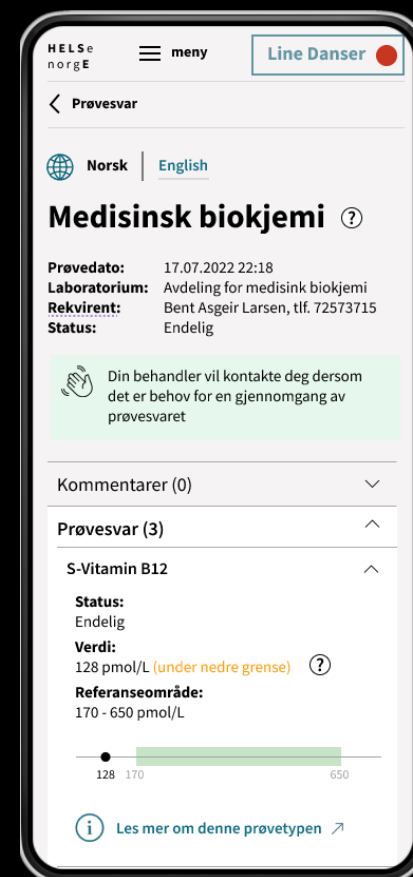 HELSe
norgE
meny
Line Danser
Prøvesvar
Norsk
English
Medisinsk biokjemi ?
Prøvedato: 17.07.2022 22:18
Laboratorium: Avdeling for medisink biokjemi
Rekvirent: Bent Asgeir Larsen, tlf. 72573715
Status: Endelig
Din behandler vil kontakte deg dersom
det er behov for en gjennomgang av
prøvesvaret
Kommentarer (0)
Prøvesvar (3)
S-Vitamin B12
Status:
Endelig
Verdi:
128 pmol/L (under nedre grense) ?
Referanseområde:
170 - 650 pmol/L
128 170 650
i Les mer om denne prøvetypen